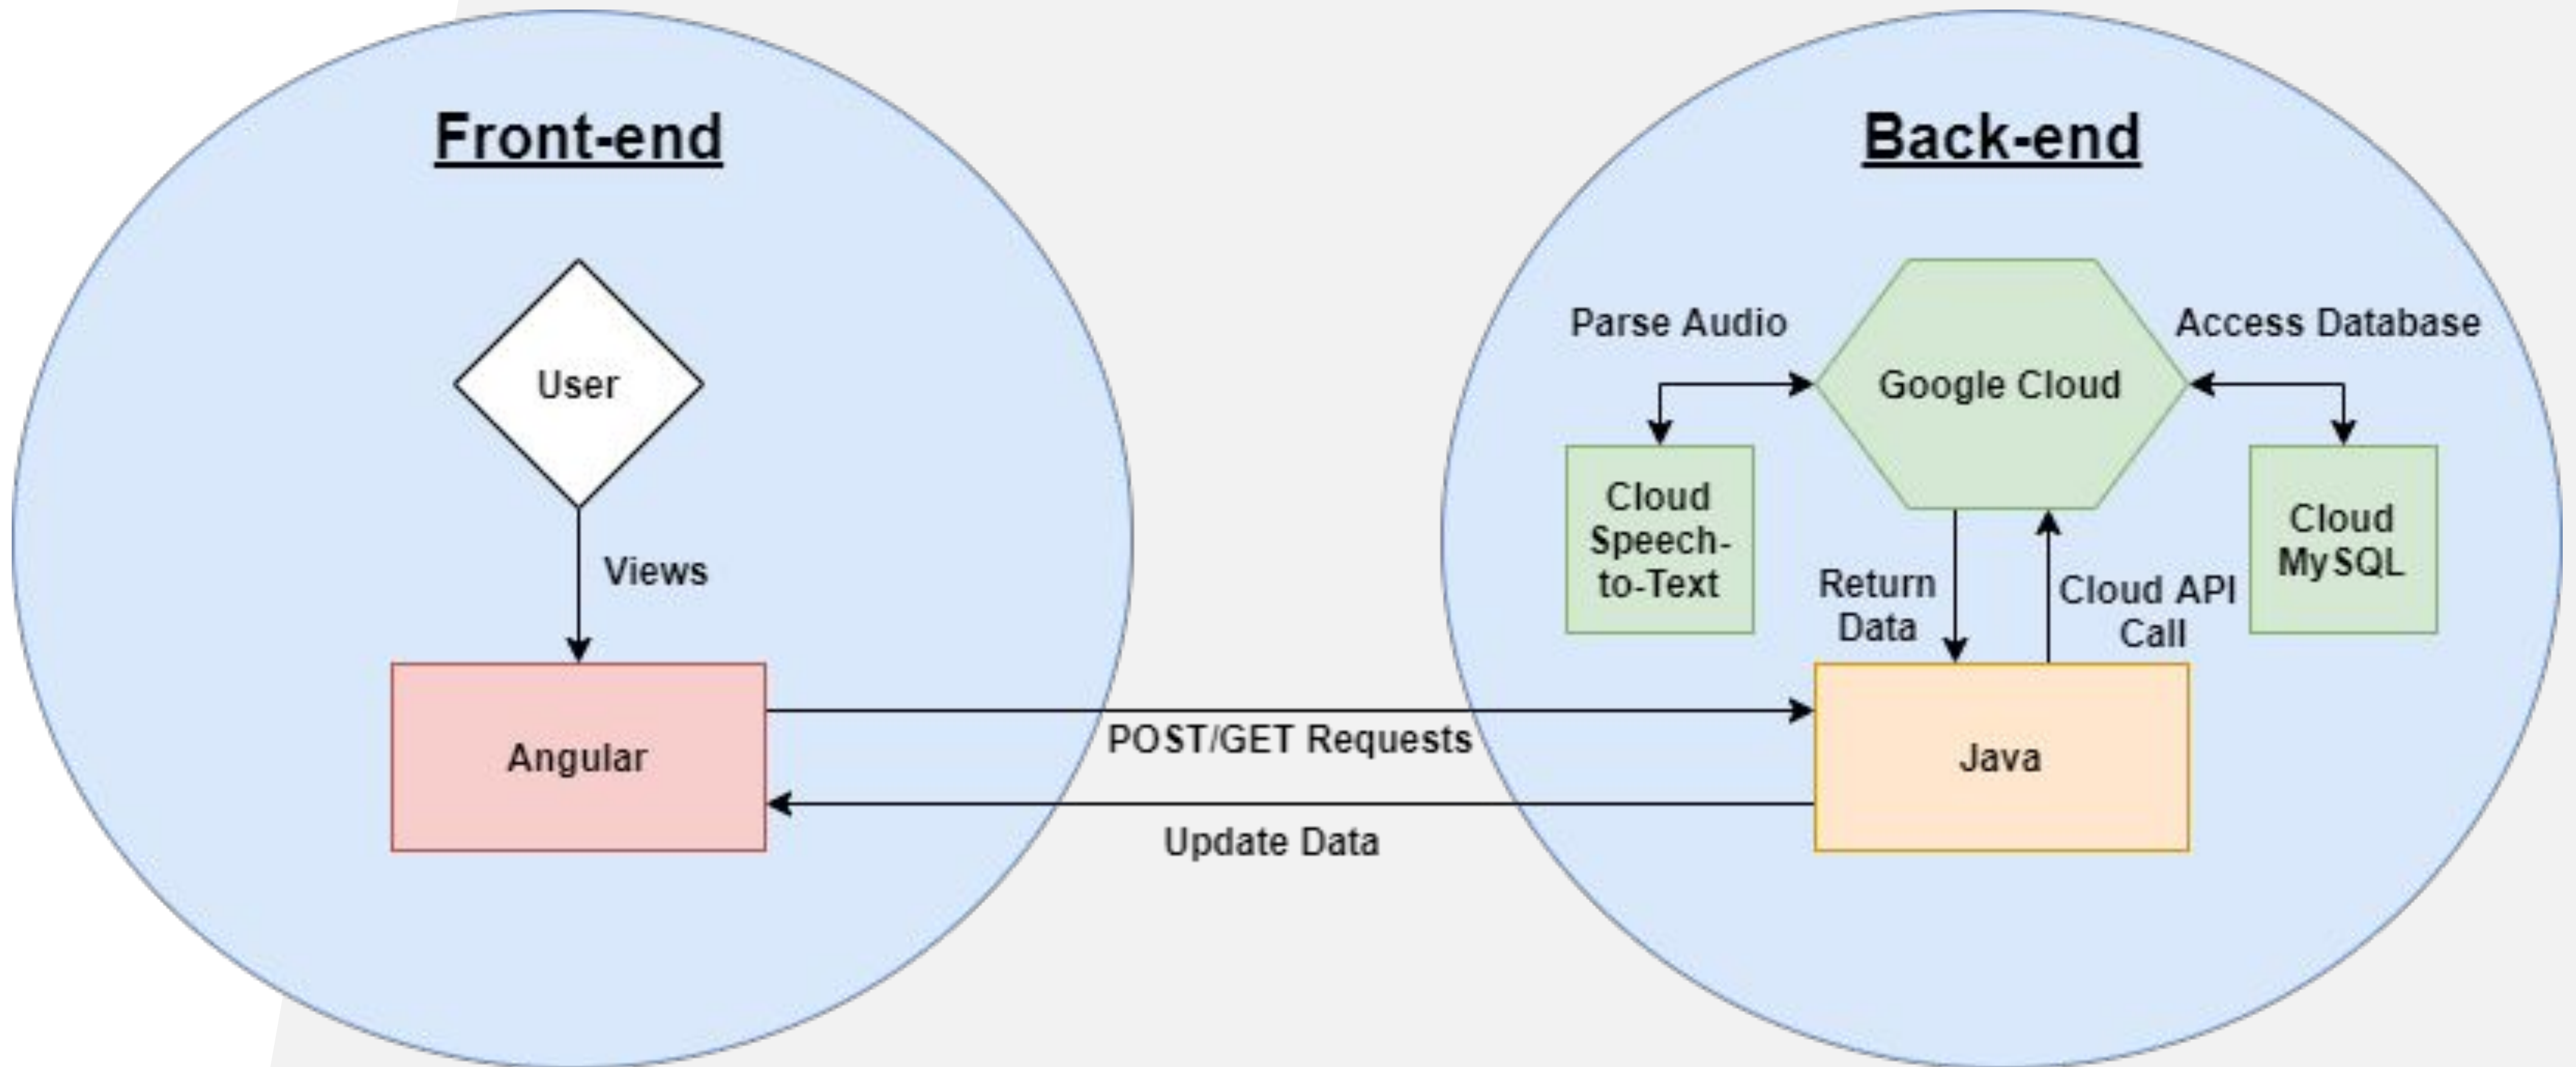 Front-end
User
Views
Angular
POST/GET Requests
Update Data
Back-end
Parse Audio
Google Cloud
Access Database
Cloud
Speech-
to-Text
Cloud
MySQL
Return
Data
Cloud API
Call
Java